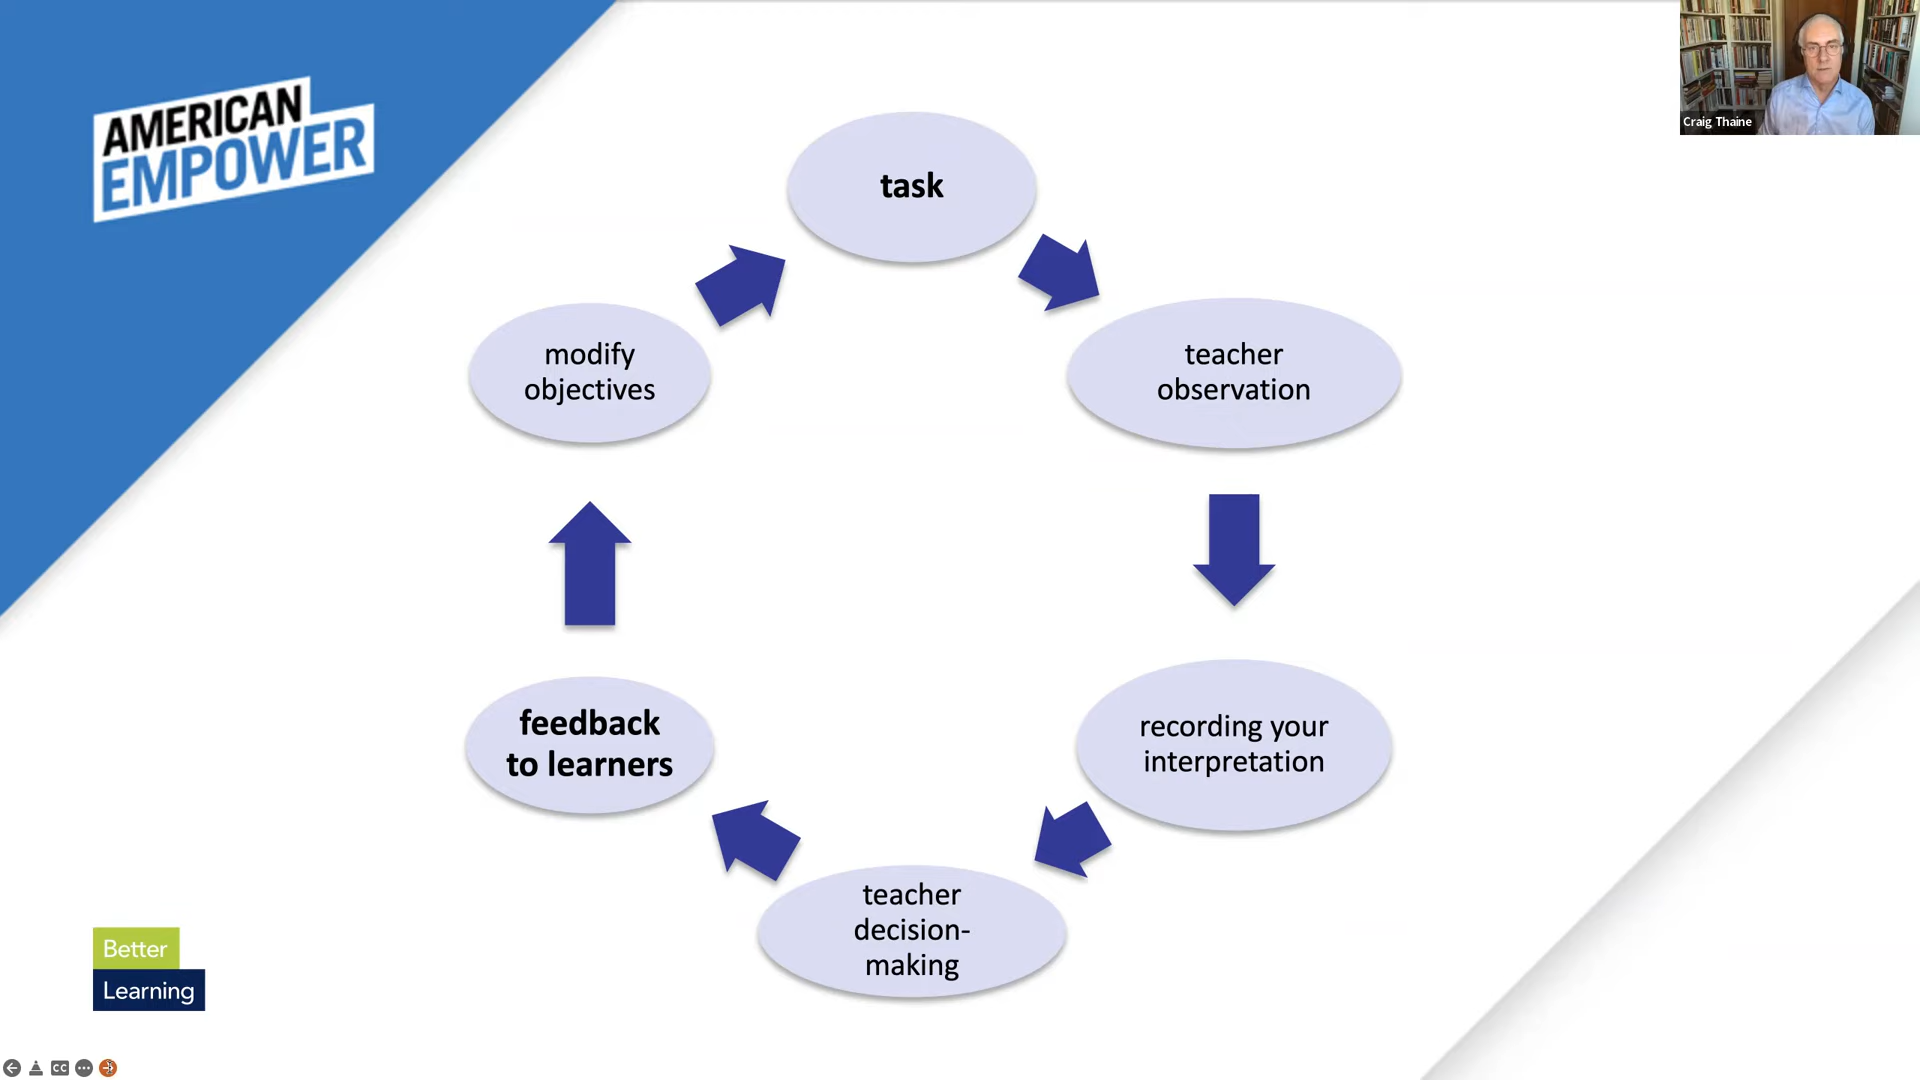 AMERICAN
EMPOWER
Craig Thaine
task
teacher
observation
recording your
interpretation
teacher
decision-
making
feedback
to learners
modify
objectives
Better
Learning
CC